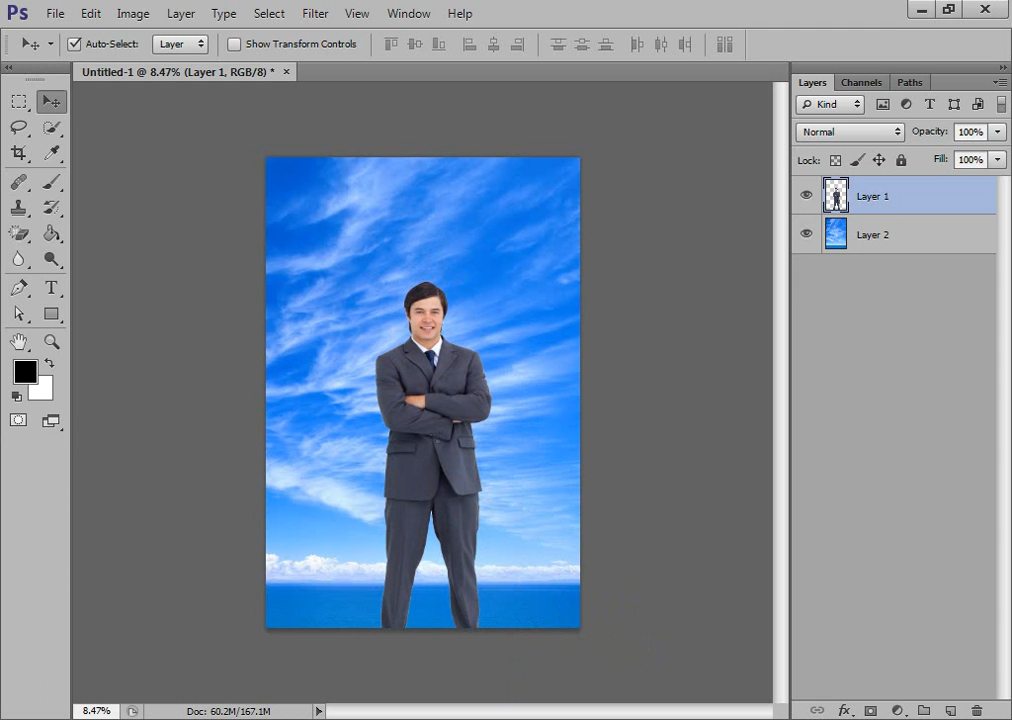 Ps File Edit Image Layer Type Select Filter View Window Help
Auto-Select: Layer Show Transform Controls
Untitled-1 @ 8.47% (Layer 1, RGB/8) * ×
Layers Channels Paths
Kind
Normal Opacity: 100%
Lock: Fill: 100%
Layer 1
Layer 2
8.47% Doc: 60.2M/167.1M
fx